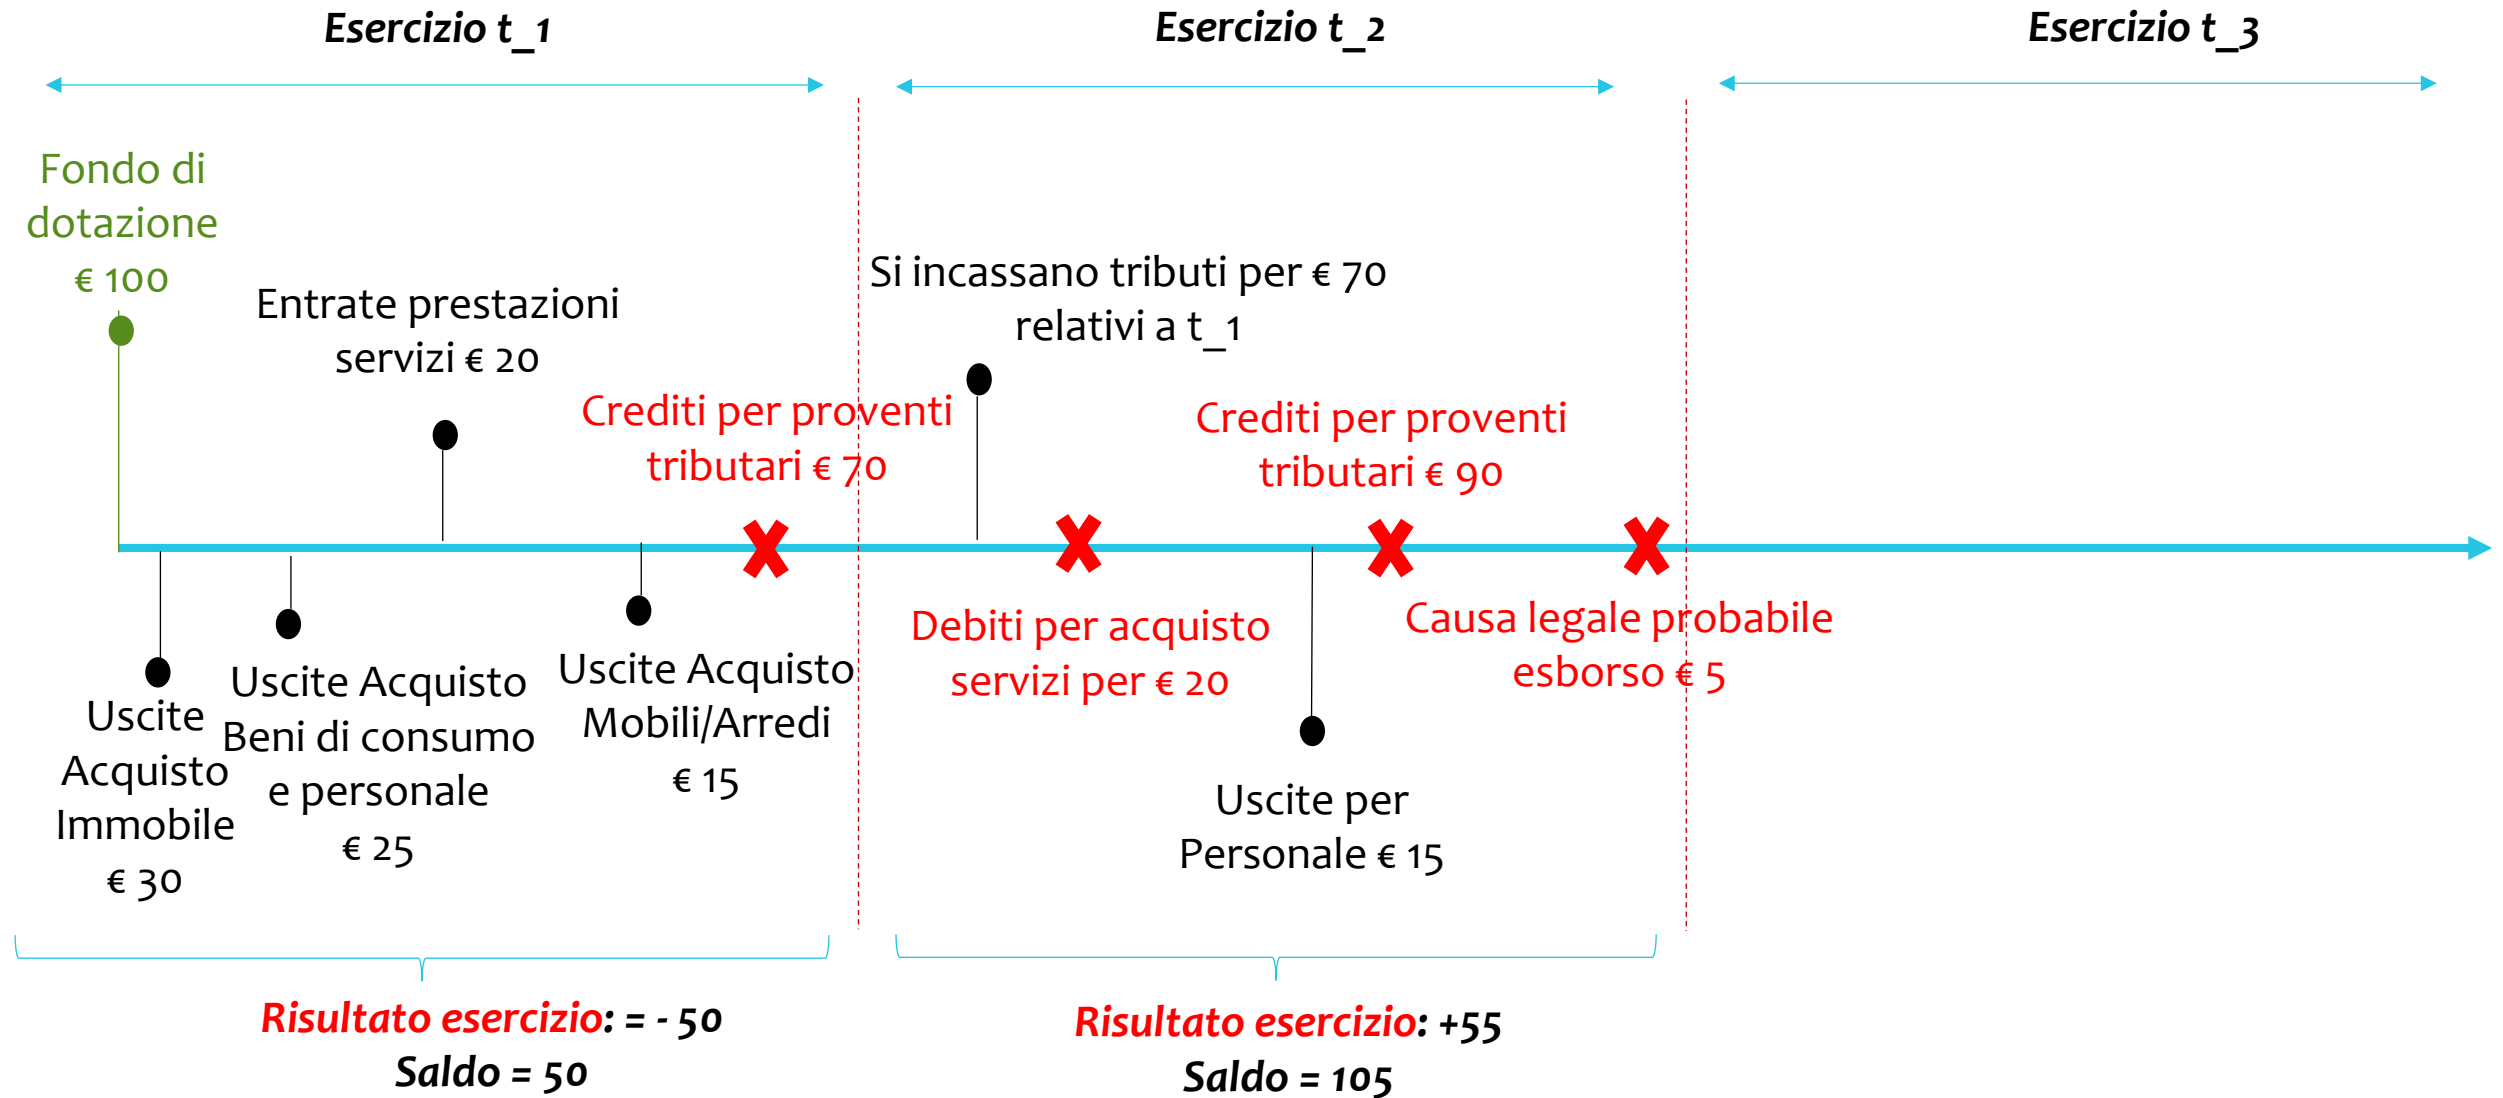 Esercizio t_1
Esercizio t_2
Esercizio t_3
Fondo di
dotazione
€ 100
Entrate prestazioni
servizi € 20
Crediti per proventi
tributari € 70
Si incassano tributi per € 70
relativi a t_1
Crediti per proventi
tributari € 90
Uscite
Acquisto
Immobile
€ 30
Uscite Acquisto
Beni di consumo
e personale
€ 25
Uscite Acquisto
Mobili/Arredi
€ 15
Debiti per acquisto
servizi per € 20
Uscite per
Personale € 15
Causa legale probabile
esborso € 5
Risultato esercizio: = - 50
Saldo = 50
Risultato esercizio: +55
Saldo = 105